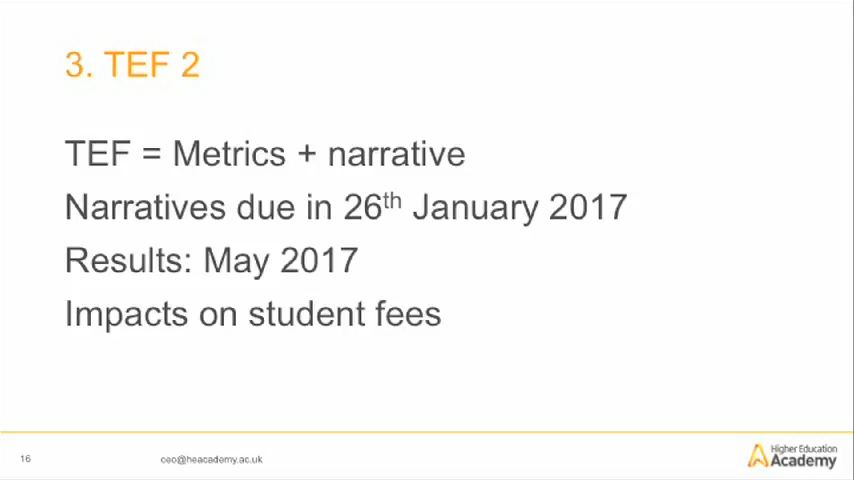 3. TEF 2
TEF = Metrics + narrative
Narratives due in 26th January 2017
Results: May 2017
Impacts on student fees
16
ceo@heacademy.ac.uk
Higher Education
Academy